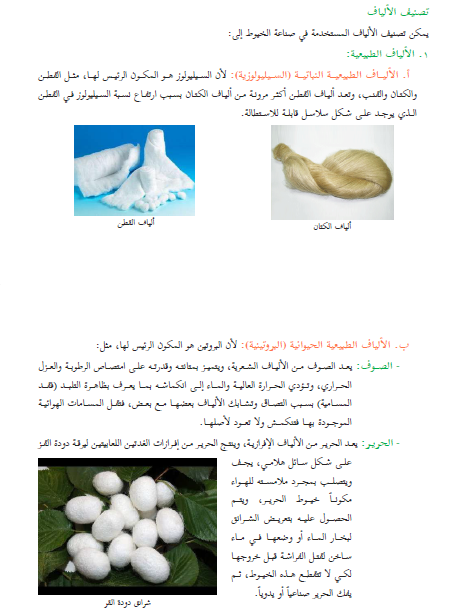 تصنيف الألياف
يمكن تصنيف الألياف المستخدمة في صناعة الخيوط إلى:
١. الألياف الطبيعية:
أ. الألياف الطبيعية النباتية (السيليولوزية): لأن السيليولوز هو المكون الرئيس لها، مثل القطن
والكتان والقنب، وتعد ألياف القطن أكثر مرونة من ألياف الكتان بسبب ارتفاع نسبة السيليولوز في القطن
الذي يوجد على شكل سلاسل قابلة للاستطالة.
ألياف الكتان
ألياف القطن
ب. الألياف الطبيعية الحيوانية (البروتينية): لأن البروتين هو المكون الرئيس لها، مثل:
- الصوف: يعد الصوف من الألياف الشعرية، ويتميز بمتانته وقدرته على امتصاص الرطوبة والعزل
الحراري، وتؤدي الحرارة العالية والماء إلى انكماشه بما يعرف بظاهرة التلبد (فقد
المسامية) بسبب التصاق وتشابك الألياف بعضها مع بعض، فتقل المسامات الهوائية
الموجودة بها فتنكمش ولا تعود لأصلها.
- الحرير: يعد الحرير من الألياف الإفرازية، وينتج الحرير من إفرازات الغدتين اللعابيتين ليرقة دودة القز
على شكل سائل هلامي، يجف
ويتصلب بمجرد ملامسته للهواء
مكوناً خيوط الحرير، ويتم
الحصول عليه بتعريض الشرانق
لبخار الماء أو وضعها في ماء
ساخن لقتل الفراشة قبل خروجها
لكي لا تتقطع هذه الخيوط، ثم
يفك الحرير صناعياً أو يدوياً.
شرانق دودة القز